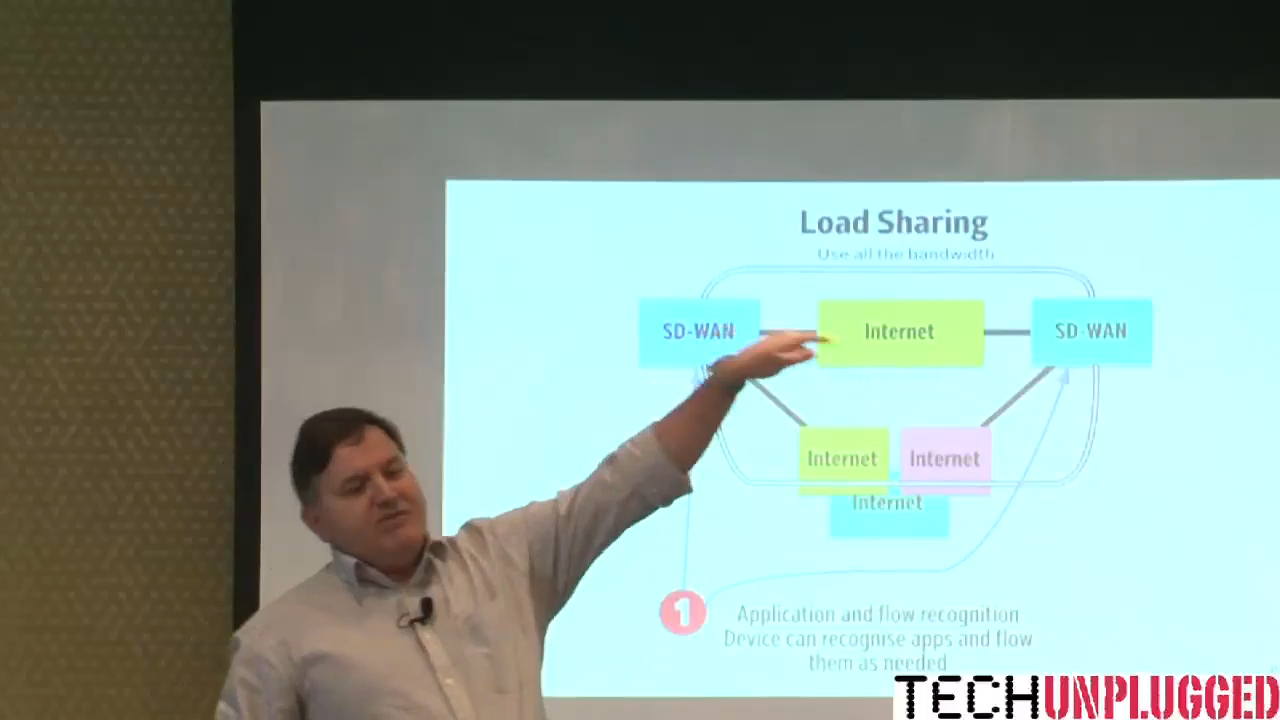 Load Sharing
Use all the bandwidth
SD-WAN
Internet
SD-WAN
Internet
Internet
Internet
1
Application and flow recognition
Device can recognise apps and flow
them as needed
TECHUNPLUGGED